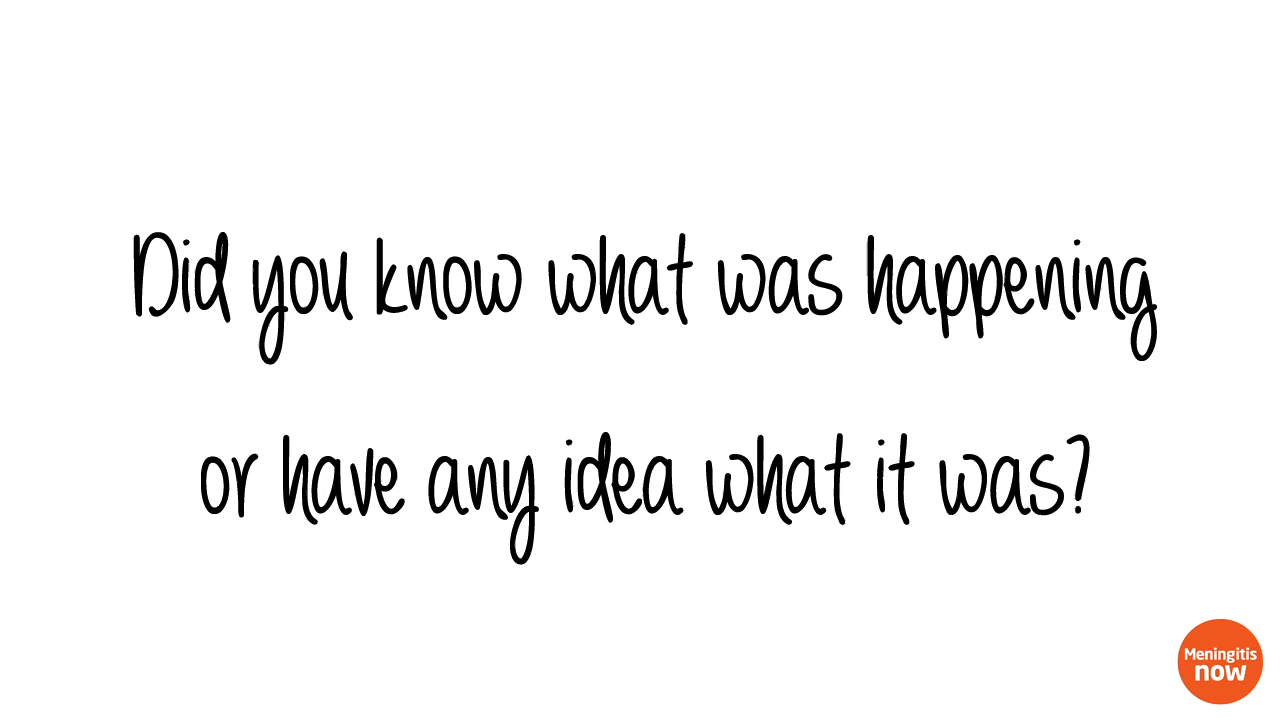 Did you know what was happening
or have any idea what it was?
Meningitis
now